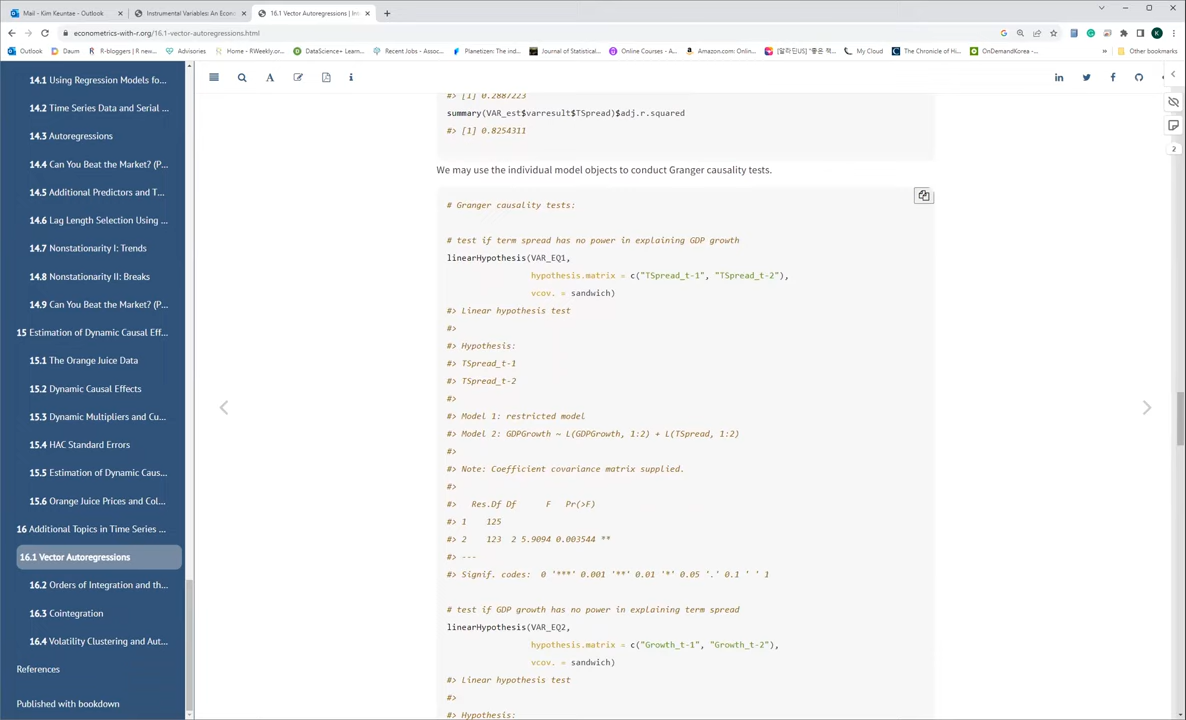 Mail – Kim Keuntae – Outlook
Instrumental Variables: An Econ
16.1 Vector Autoregressions | In
econometrics-with-r.org/16.1-vector-autoregressions.html
K
Outlook
Daum
R-bloggers | R new...
Advisories
Home - RWeekly.or...
DataScience+ Learn...
Recent Jobs - Assoc...
Planetizen: The ind...
Journal of Statistical...
Online Courses - A...
Amazon.com: Onlin...
My Cloud
The Chronicle of Hi
OnDemandKorea -
Other bookmarks
14.1 Using Regression Models fo...
14.2 Time Series Data and Serial ...
14.3 Autoregressions
14.4 Can You Beat the Market? (P...
14.5 Additional Predictors and T...
14.6 Lag Length Selection Using ...
14.7 Nonstationarity I: Trends
14.8 Nonstationarity II: Breaks
14.9 Can You Beat the Market? (P...
15 Estimation of Dynamic Causal Eff...
15.1 The Orange Juice Data
15.2 Dynamic Causal Effects
15.3 Dynamic Multipliers and Cu...
15.4 HAC Standard Errors
15.5 Estimation of Dynamic Caus...
15.6 Orange Juice Prices and Col...
16 Additional Topics in Time Series ...
16.1 Vector Autoregressions
16.2 Orders of Integration and th...
16.3 Cointegration
16.4 Volatility Clustering and Aut...
References
Published with bookdown
#> [1] 0.2887223
summary(VAR_est$varresult$TSpread)$adj.r.squared
#> [1] 0.8254311
We may use the individual model objects to conduct Granger causality tests.
# Granger causality tests:
# test if term spread has no power in explaining GDP growth
linearHypothesis(VAR_EQ1,
hypothesis.matrix = c("TSpread_t-1", "TSpread_t-2"),
vcov. = sandwich)
#> Linear hypothesis test
#>
#> Hypothesis:
#> TSpread_t-1
#> TSpread_t-2
#>
#> Model 1: restricted model
#> Model 2: GDPGrowth ~ L(GDPGrowth, 1:2) + L(TSpread, 1:2)
#>
#> Note: Coefficient covariance matrix supplied.
#>
#> Res.Df Df F Pr(>F)
#> 1 125
#> 2 123 2 5.9094 0.003544 **
#> ---
#> Signif. codes: 0 '***' 0.001 '**' 0.01 '*' 0.05 '.' 0.1 ' ' 1
# test if GDP growth has no power in explaining term spread
linearHypothesis(VAR_EQ2,
hypothesis.matrix = c("Growth_t-1", "Growth_t-2"),
vcov. = sandwich)
#> Linear hypothesis test
#>
#> Hypothesis:
2